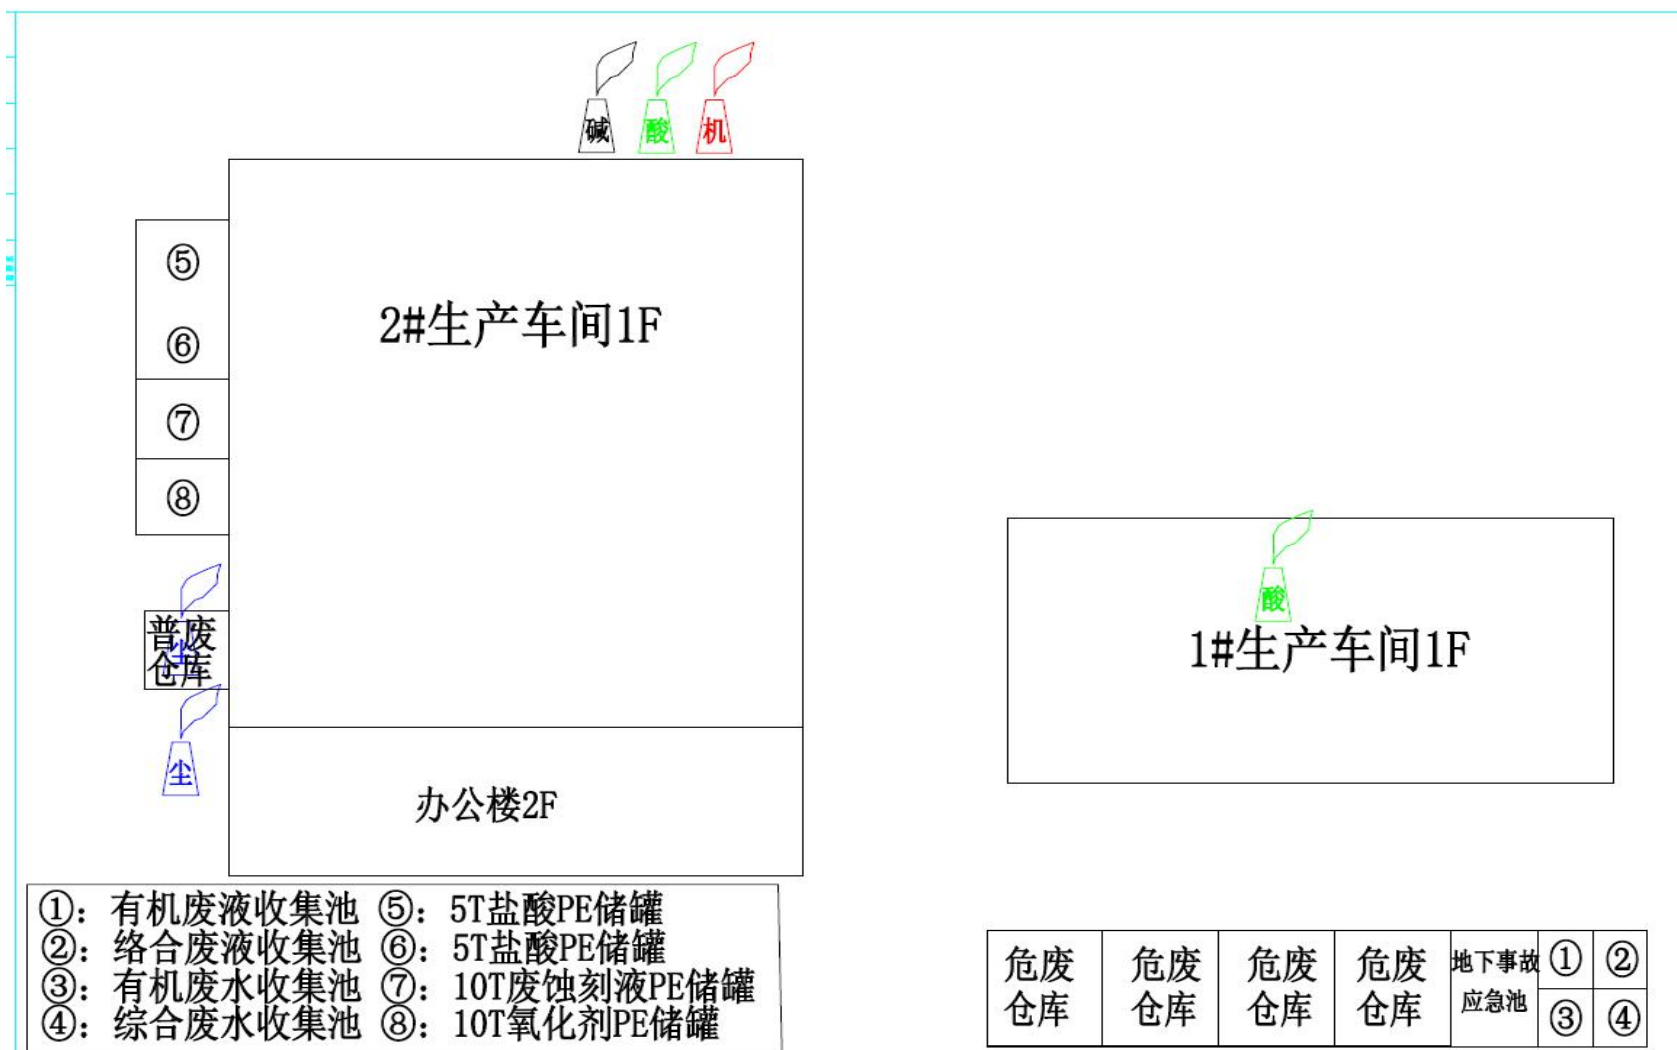 碱 酸 机
⑤
2#生产车间1F
⑥
⑦
⑧
普废
仓库
尘
尘
办公楼2F
酸
1#生产车间1F
①：有机废液收集池 ⑤：5T盐酸PE储罐
②：络合废液收集池 ⑥：5T盐酸PE储罐
③：有机废水收集池 ⑦：10T废蚀刻液PE储罐
④：综合废水收集池 ⑧：10T氧化剂PE储罐
危废
仓库
危废
仓库
危废
仓库
危废
仓库
地下事故
应急池
① ②
③ ④